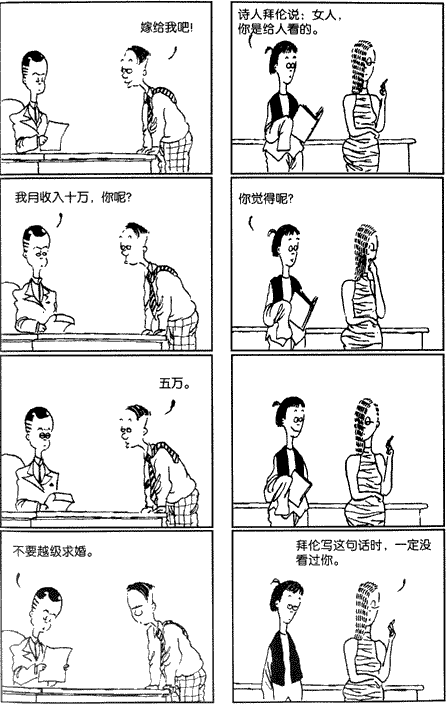 嫁给我吧!
我月收入十万，你呢?
五万。
不要越级求婚。
诗人拜伦说：女人，
你是给人看的。
你觉得呢?
拜伦写这句话时，一定没
看过你。